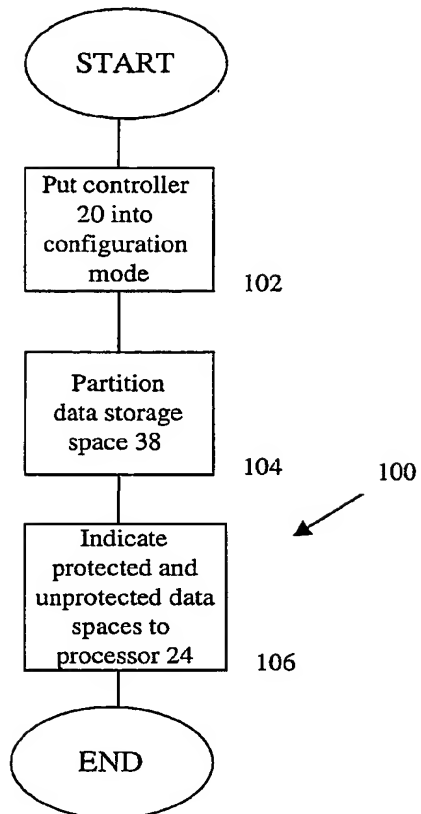 START
Put controller
20 into
configuration
mode
102
Partition
data storage
space 38
104
100
Indicate
protected and
unprotected data
spaces to
processor 24
106
END